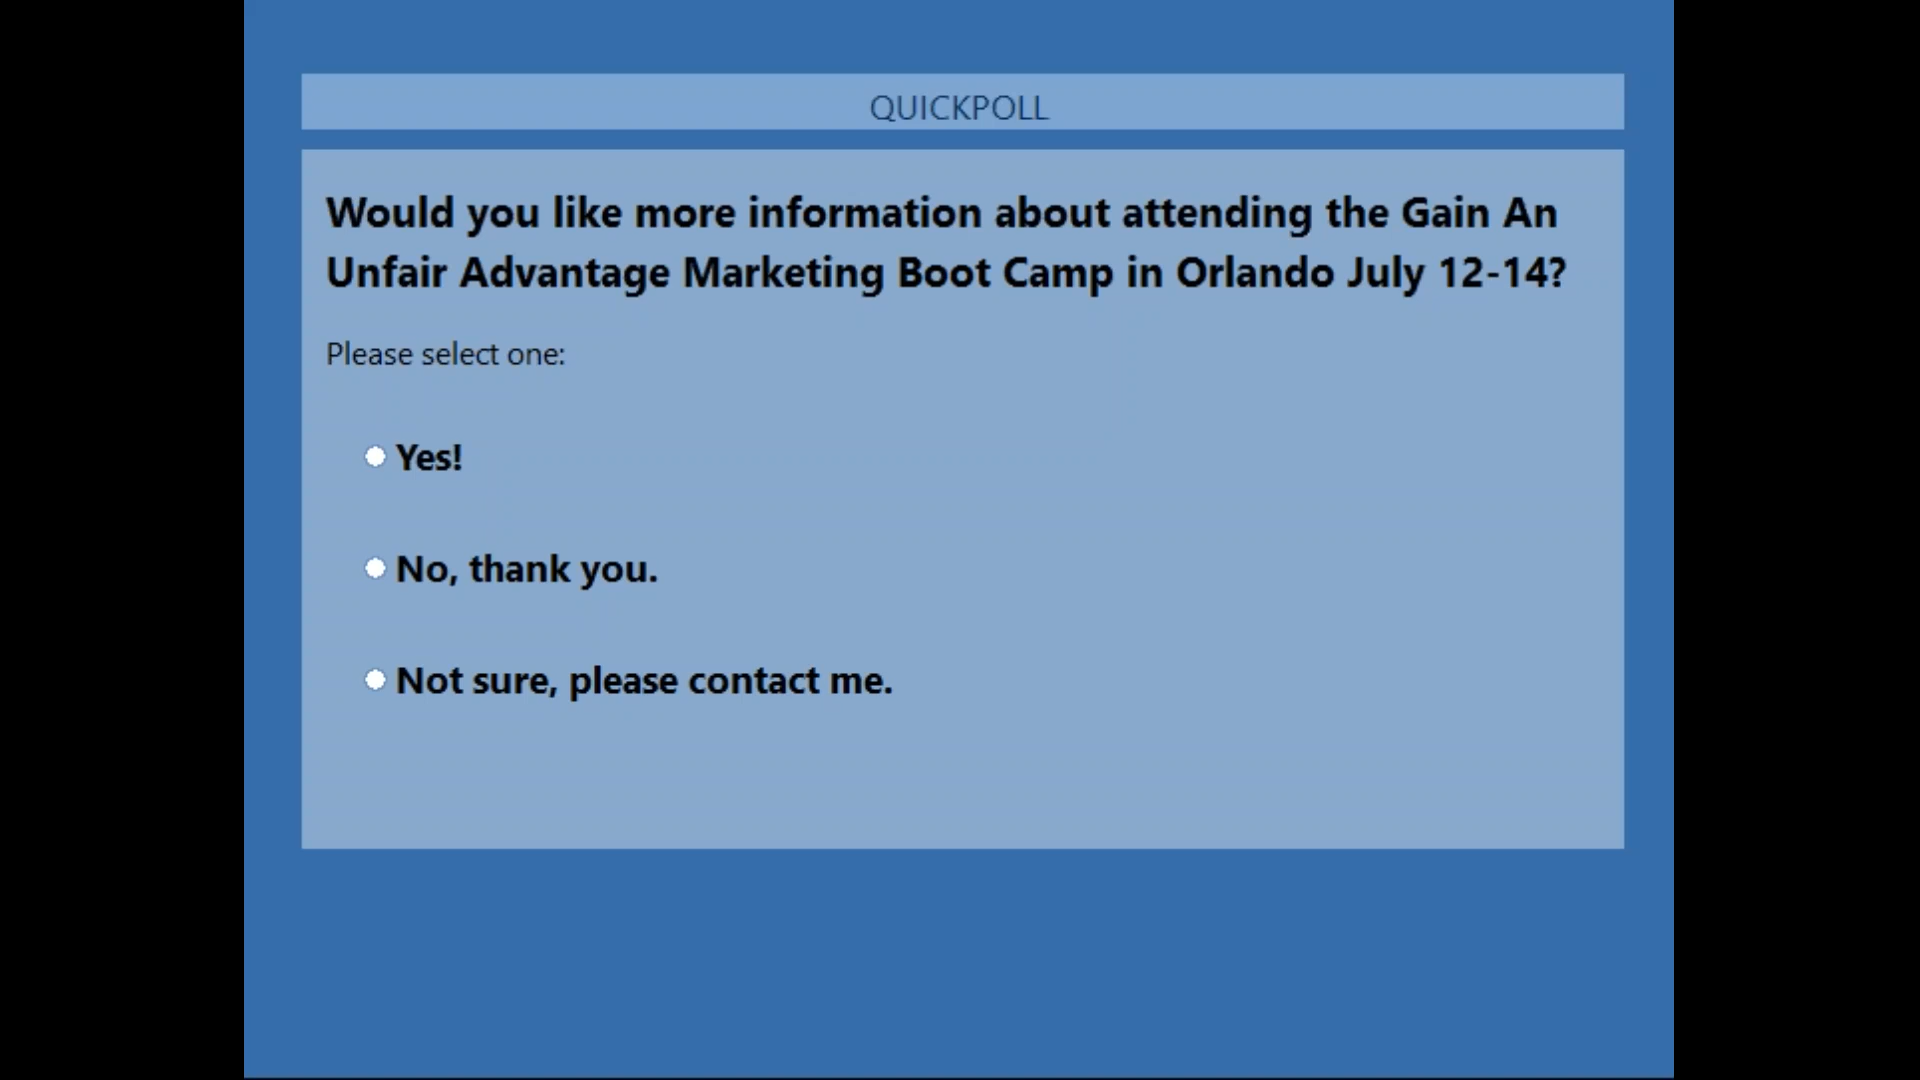 QUICKPOLL
Would you like more information about attending the Gain An
Unfair Advantage Marketing Boot Camp in Orlando July 12-14?
Please select one:
Yes!
No, thank you.
Not sure, please contact me.